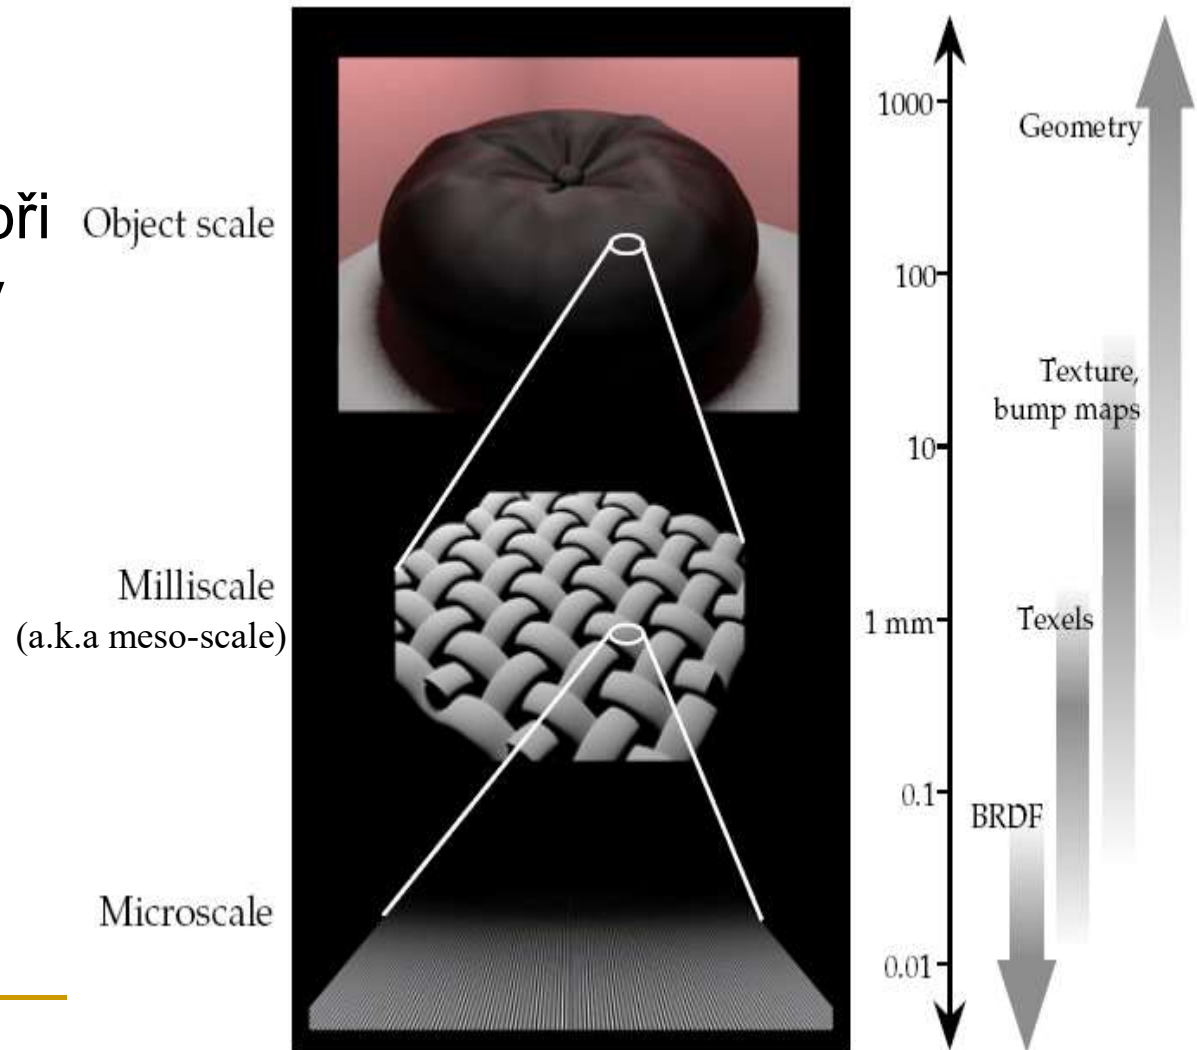 při
Object scale
Milliscale
(a.k.a meso-scale)
Microscale
1000
100
10
1 mm
0.1
0.01
Geometry
Texture,
bump maps
Texels
BRDF